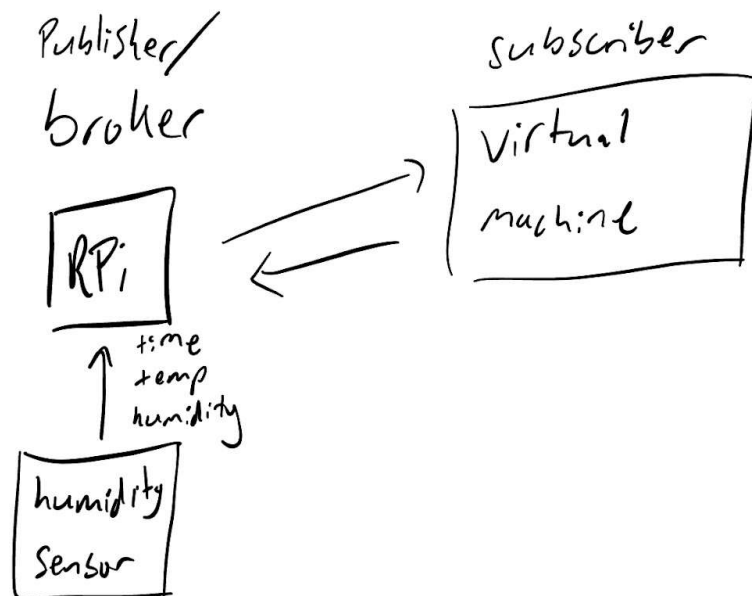 Publisher/
broker
RPi
time
temp
humidity
humidity
Sensor
subscriber
virtual
machine